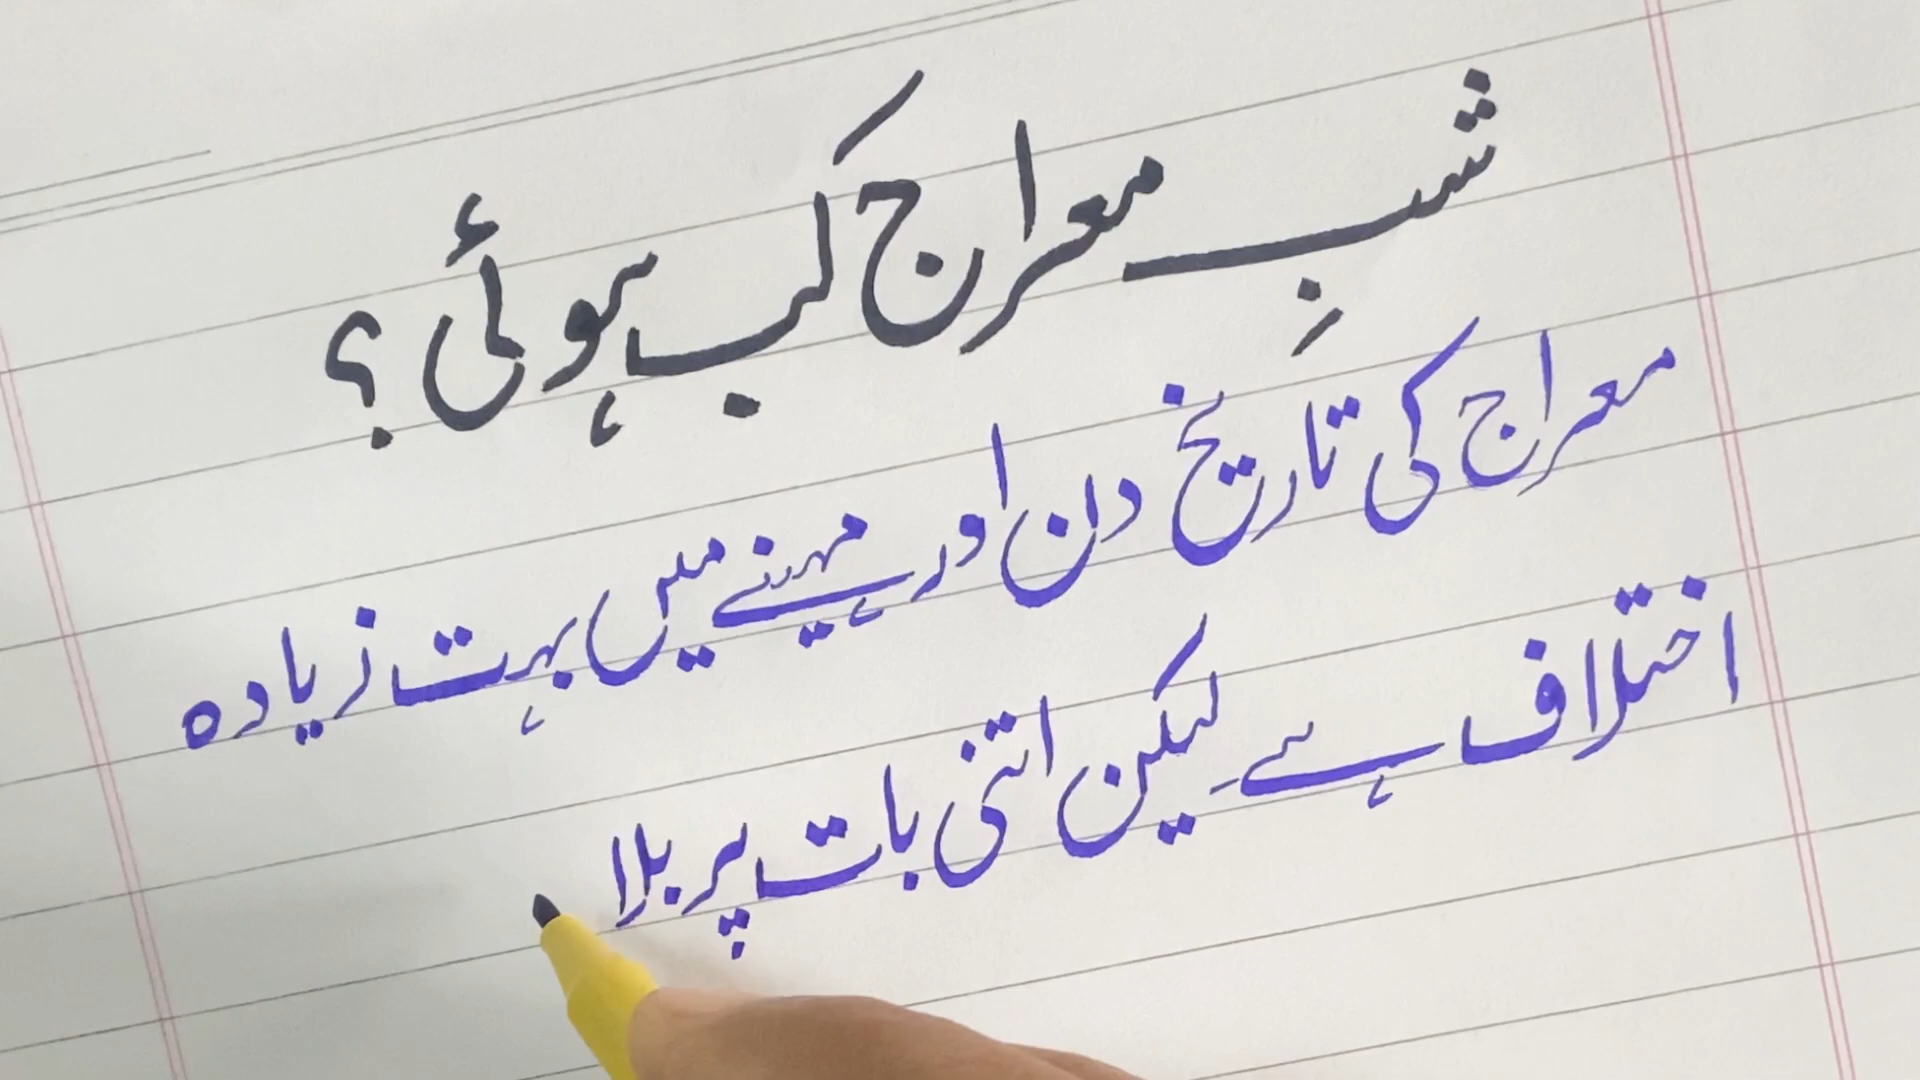 شبِ معراج کب ہوئی ؟
معراج کی تاریخ دن اور مہینے میں بہت زیادہ
اختلاف ہے لیکن اتنی بات پر بلا